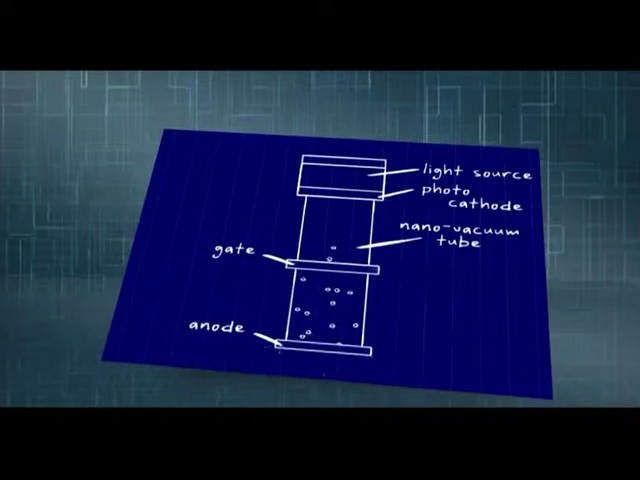 light source
photo
cathode
nano-vacuum
tube
gate
anode